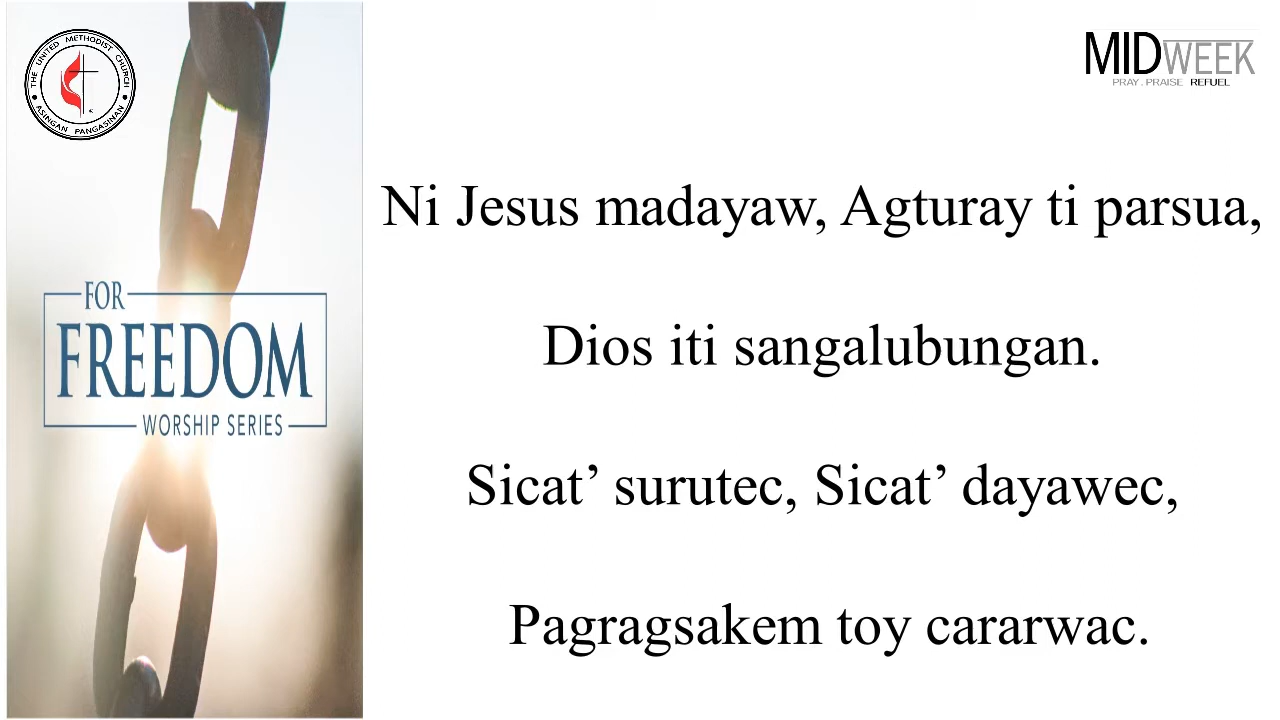 THE UNITED METHODIST CHURCH
ASINGAN PANGASINAN
MIDWEEK
PRAY. PRAISE REFUEL
FOR
FREEDOM
WORSHIP SERIES
Ni Jesus madayaw, Agturay ti parsua,
Dios iti sangalubungan.
Sicat’ surutec, Sicat’ dayawec,
Pagragsakem toy cararwac.